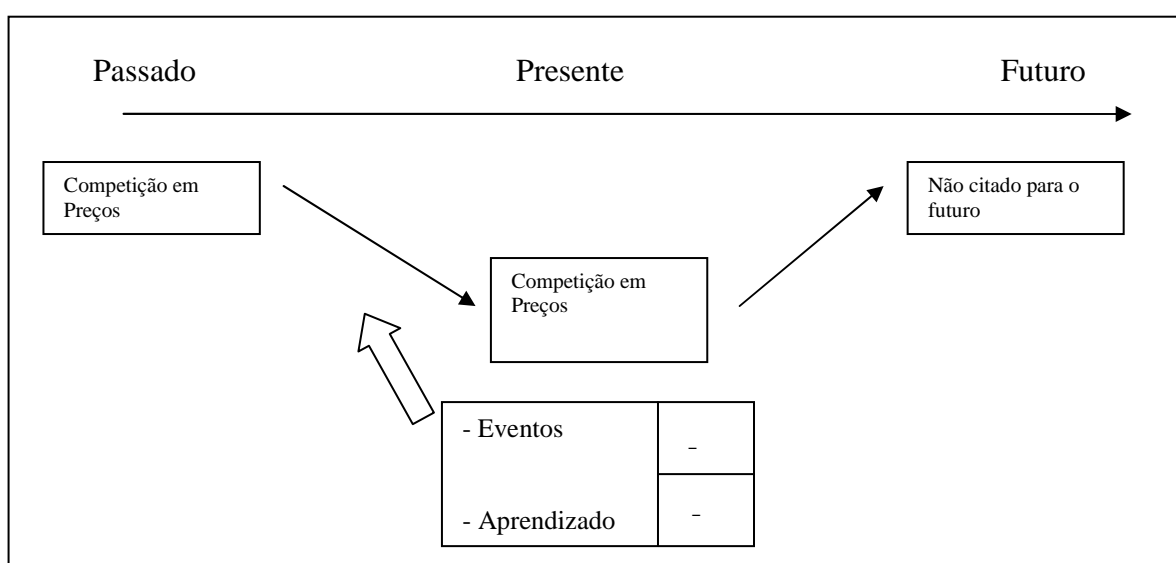 Passado Presente Futuro
Competição em
Preços
Não citado para o
futuro
Competição em
Preços
- Eventos
-
- Aprendizado
-